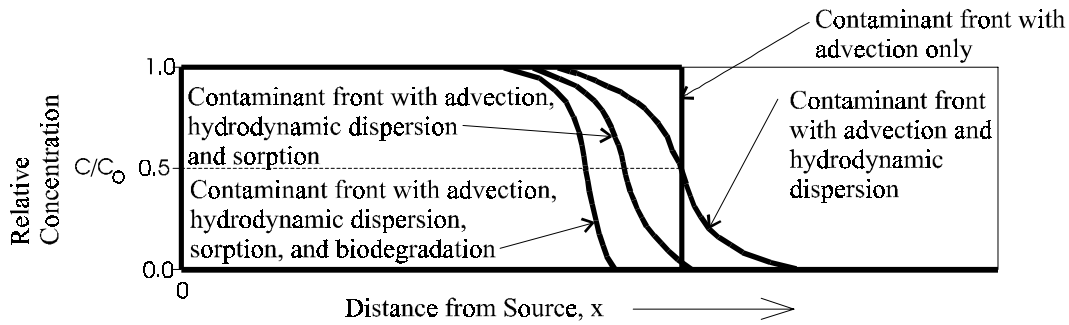 Contaminant front with
advection only
1.0
Contaminant front with advection,
hydrodynamic dispersion
and sorption
Contaminant front
with advection and
hydrodynamic
dispersion
Relative
Concentration
C/Co
0.5
Contaminant front with advection,
hydrodynamic dispersion,
sorption, and biodegradation
0.0
0
Distance from Source, x